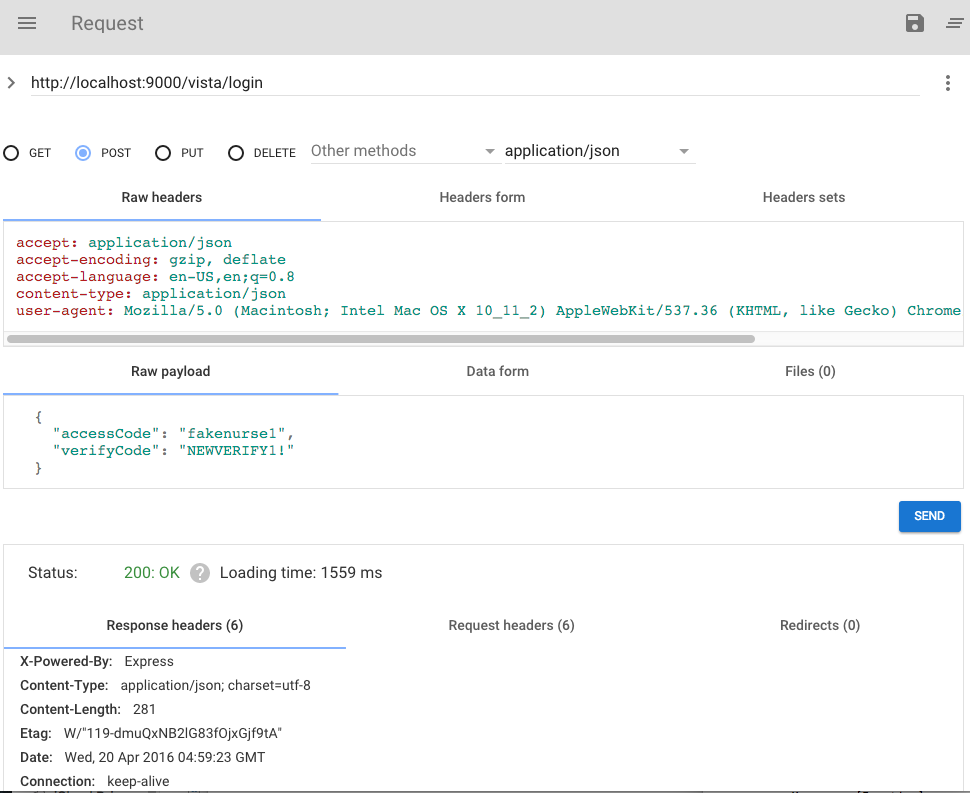 Request
http://localhost:9000/vista/login
GET POST PUT DELETE Other methods application/json
Raw headers Headers form Headers sets
accept: application/json
accept-encoding: gzip, deflate
accept-language: en-US,en;q=0.8
content-type: application/json
user-agent: Mozilla/5.0 (Macintosh; Intel Mac OS X 10_11_2) AppleWebKit/537.36 (KHTML, like Gecko) Chrome
Raw payload Data form Files (0)
{
"accessCode": "fakenurse1",
"verifyCode": "NEWVERIFY1!"
}
SEND
Status: 200: OK ? Loading time: 1559 ms
Response headers (6) Request headers (6) Redirects (0)
X-Powered-By: Express
Content-Type: application/json; charset=utf-8
Content-Length: 281
Etag: W/"119-dmuQxNB2lG83fOjxGjf9tA"
Date: Wed, 20 Apr 2016 04:59:23 GMT
Connection: keep-alive